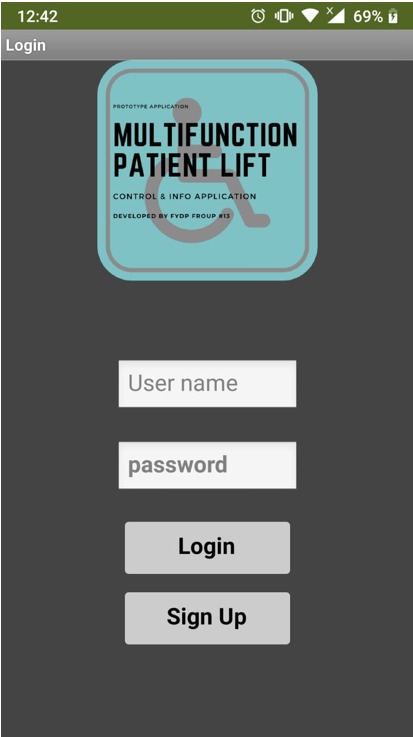 12:42
69%
Login
PROTOTYPE APPLICATION
MULTIFUNCTION
PATIENT LIFT
CONTROL & INFO APPLICATION
DEVELOPED BY FYDP FROUP #13
User name
password
Login
Sign Up